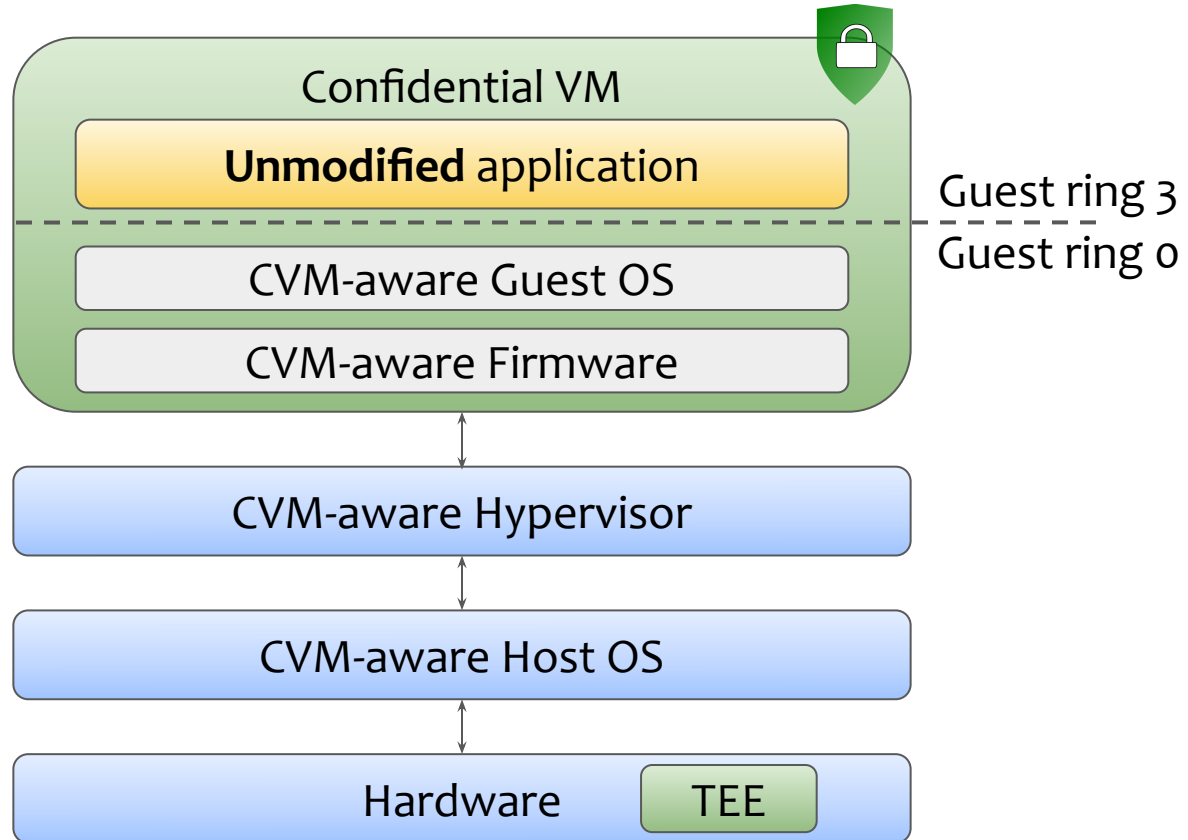 Confidential VM
Unmodified application
Guest ring 3
Guest ring 0
CVM-aware Guest OS
CVM-aware Firmware
CVM-aware Hypervisor
CVM-aware Host OS
Hardware
TEE